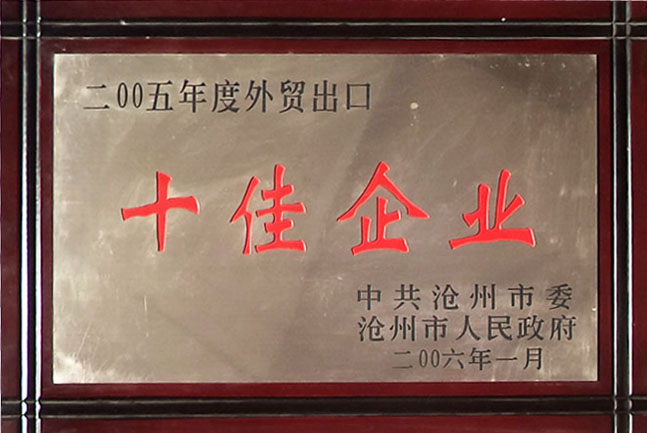 二00五年度外贸出口
十佳企业
中共沧州市委
沧州市人民政府
二00六年一月